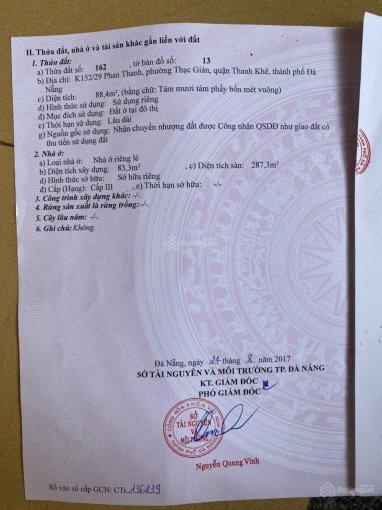 II. Thửa đất, nhà ở và tài sản khác gắn liền với đất
1. Thửa đất:
a) Thửa đất số: 162 , tờ bản đồ số: 13
b) Địa chỉ: K152/29 Phan Thanh, phường Thạc Gián, quận Thanh Khê, thành phố Đà
Nẵng
c) Diện tích: 88,4m², (bằng chữ: Tám mươi tám phẩy bốn mét vuông)
d) Hình thức sử dụng: Sử dụng riêng
đ) Mục đích sử dụng: Đất ở tại đô thị
e) Thời hạn sử dụng: Lâu dài
g) Nguồn gốc sử dụng: Nhận chuyển nhượng đất được Công nhận QSDĐ như giao đất có
thu tiền sử dụng đất
2. Nhà ở:
a) Loại nhà ở: Nhà ở riêng lẻ
b) Diện tích xây dựng: 83,3m² , c) Diện tích sàn: 287,3m²
d) Hình thức sở hữu: Sở hữu riêng
đ) Cấp (Hạng): Cấp III , e) Thời hạn sở hữu: -/-
3. Công trình xây dựng khác: -/-
4. Rừng sản xuất là rừng trồng: -/-
5. Cây lâu năm: -/-
6. Ghi chú: Không.
Batdongsan
Đà Nẵng, ngày 24 tháng 8 năm 2017
SỞ TÀI NGUYÊN VÀ MÔI TRƯỜNG TP. ĐÀ NẴNG
KT. GIÁM ĐỐC
PHÓ GIÁM ĐỐC
SỞ
TÀI NGUYÊN
VÀ
MÔI TRƯỜNG
Nguyễn Quang Vinh
Số vào sổ cấp GCN: CTs 136239
Batdongsan